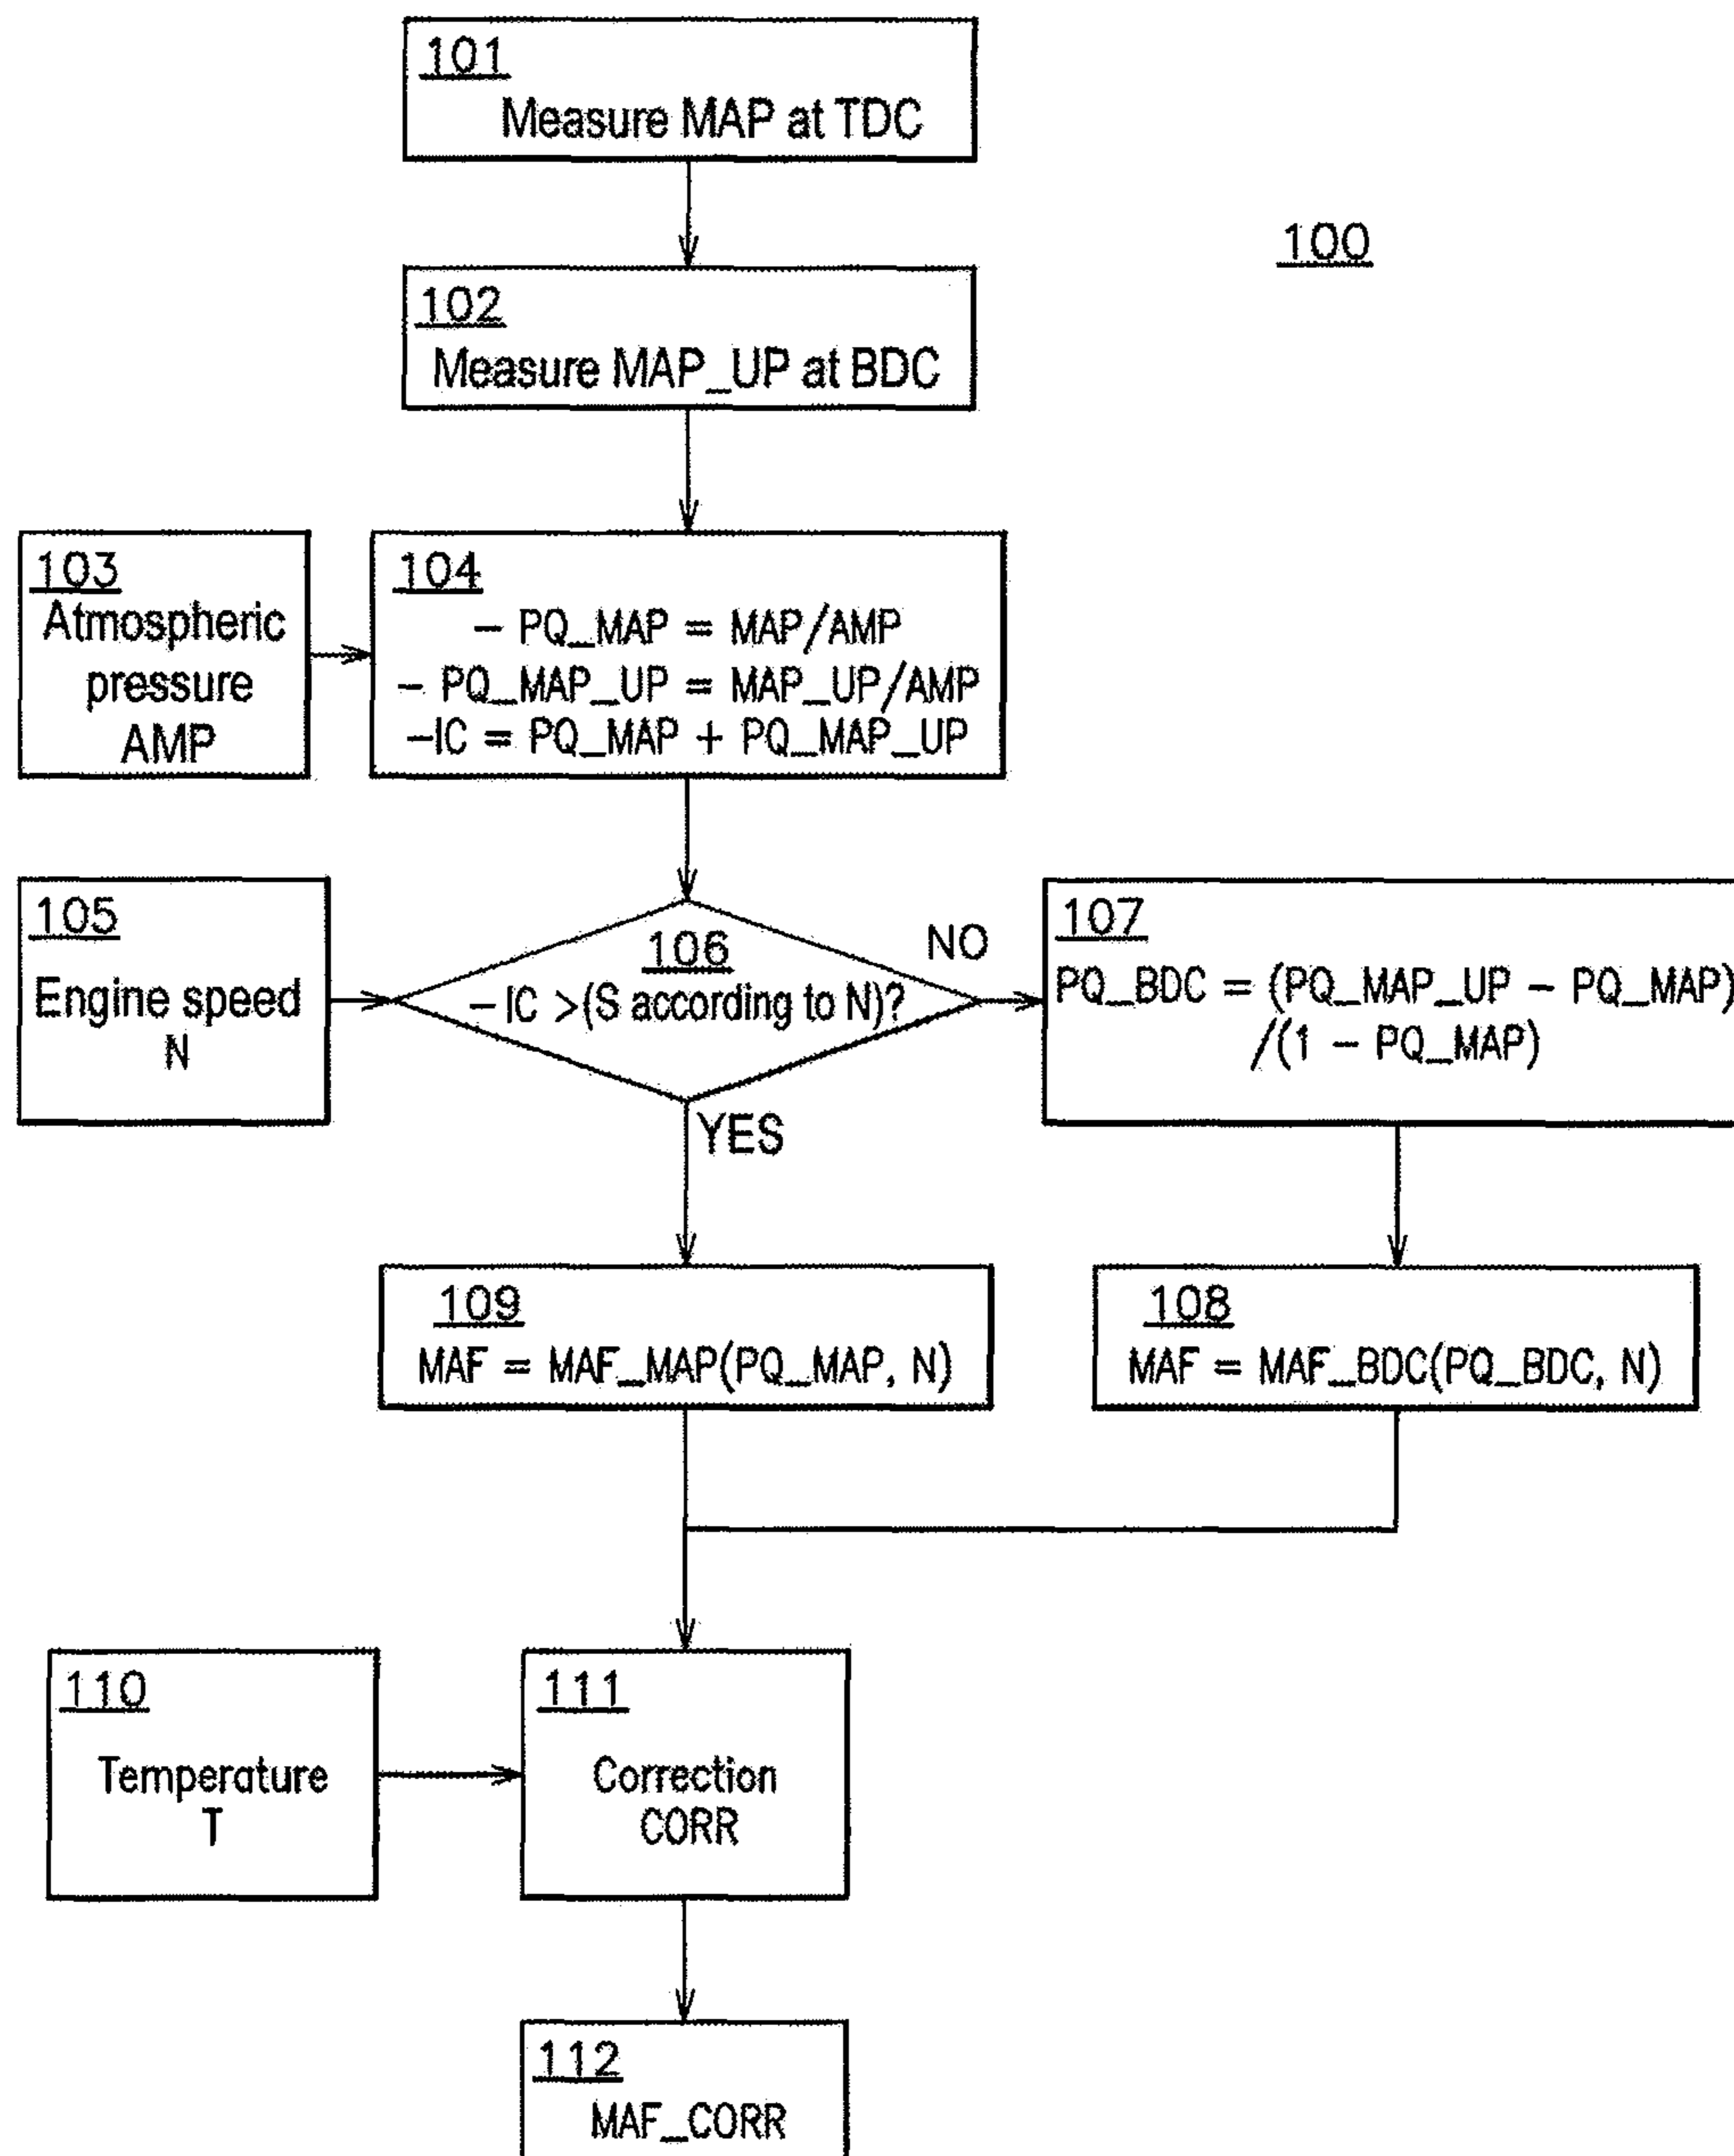 101
Measure MAP at TDC
100
102
Measure MAP_UP at BDC
103
Atmospheric
pressure
AMP
104
- PQ_MAP = MAP/AMP
- PQ_MAP_UP = MAP_UP/AMP
-IC = PQ_MAP + PQ_MAP_UP
105
Engine speed
N
106
- IC >(S according to N)?
NO
YES
107
PQ_BDC = (PQ_MAP_UP - PQ_MAP)
/(1 - PQ_MAP)
109
MAF = MAF_MAP(PQ_MAP, N)
108
MAF = MAF_BDC(PQ_BDC, N)
110
Temperature
T
111
Correction
CORR
112
MAF_CORR